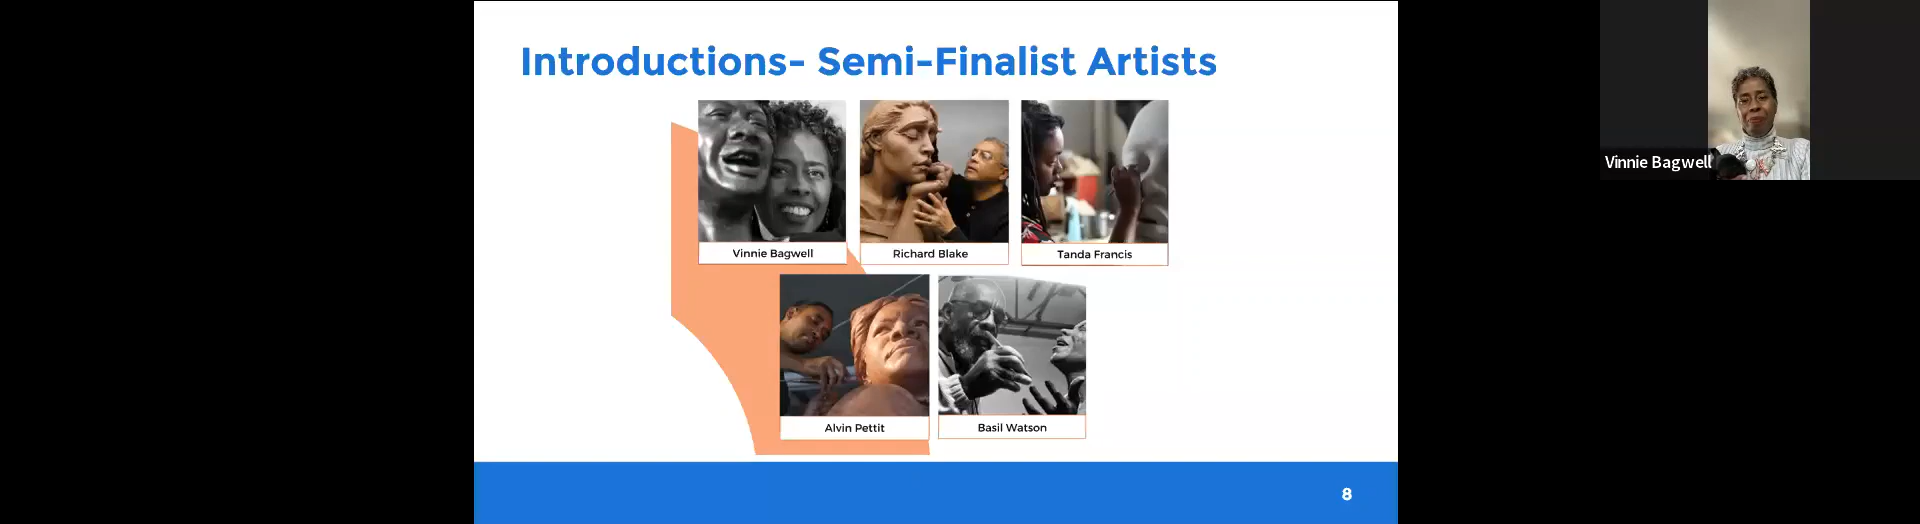 Introductions- Semi-Finalist Artists
Vinnie Bagwell
Richard Blake
Tanda Francis
Alvin Pettit
Basil Watson
8
Vinnie Bagwell